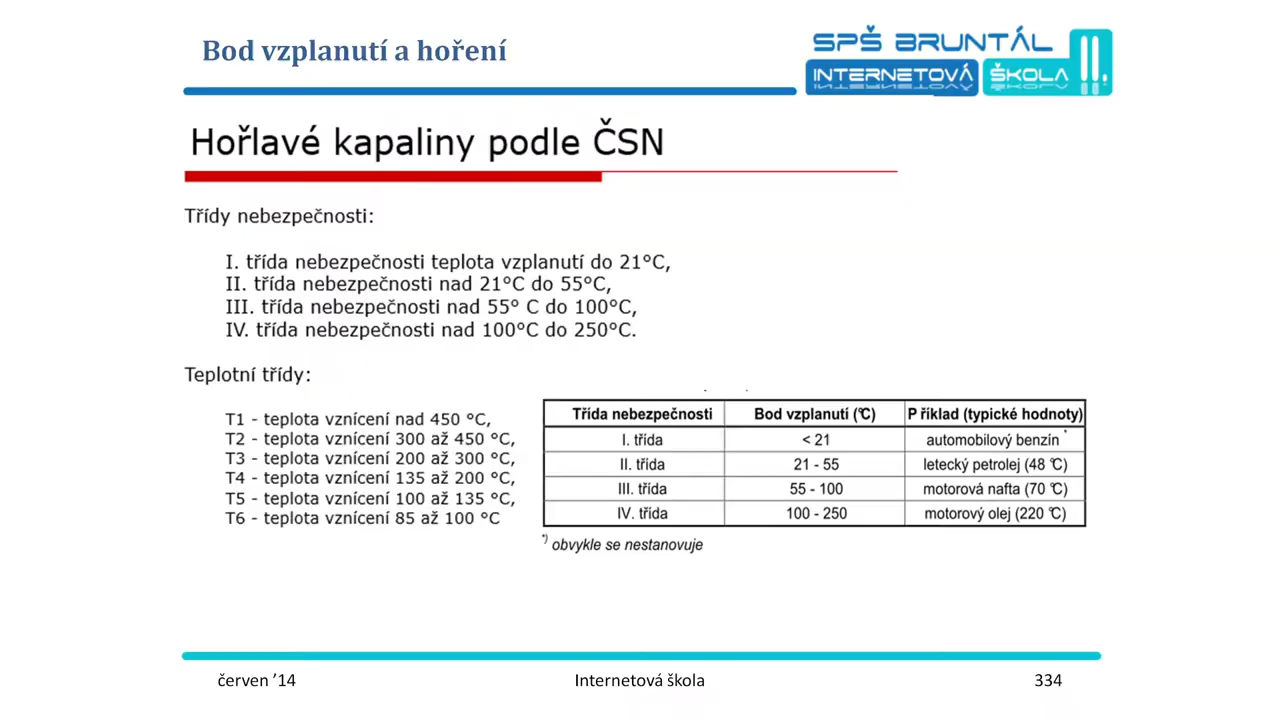 Bod vzplanutí a hoření
SPŠ BRUNTÁL
INTERNETOVÁ ŠKOLA
Hořlavé kapaliny podle ČSN
Třídy nebezpečnosti:
I. třída nebezpečnosti teplota vzplanutí do 21°C,
II. třída nebezpečnosti nad 21°C do 55°C,
III. třída nebezpečnosti nad 55° C do 100°C,
IV. třída nebezpečnosti nad 100°C do 250°C.
Teplotní třídy:
T1 - teplota vznícení nad 450 °C,
T2 - teplota vznícení 300 až 450 °C,
T3 - teplota vznícení 200 až 300 °C,
T4 - teplota vznícení 135 až 200 °C,
T5 - teplota vznícení 100 až 135 °C,
T6 - teplota vznícení 85 až 100 °C
Třída nebezpečnosti Bod vzplanutí (°C) P říklad (typické hodnoty)
I. třída < 21 automobilový benzín *
II. třída 21 - 55 letecký petrolej (48 °C)
III. třída 55 - 100 motorová nafta (70 °C)
IV. třída 100 - 250 motorový olej (220 °C)
*) obvykle se nestanovuje
červen ’14 Internetová škola 334